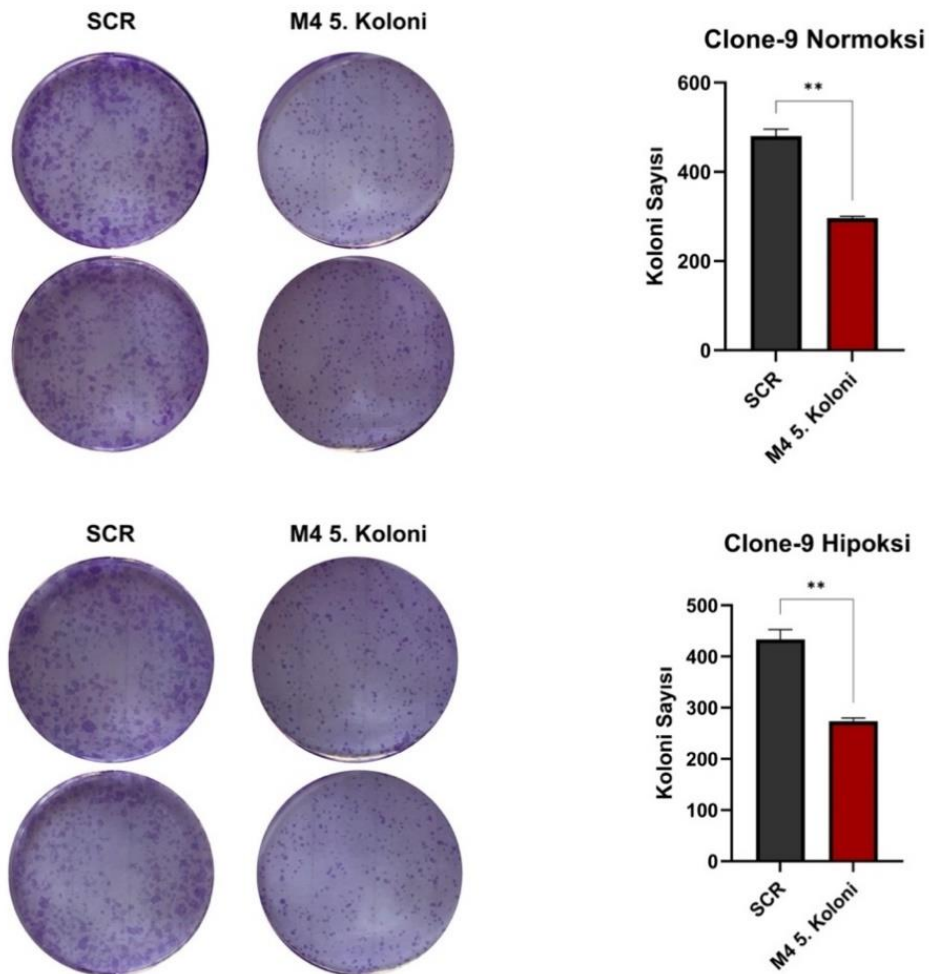 SCR
M4 5. Koloni
Clone-9 Normoksi
**
600
400
200
0
Koloni Sayısı
SCR
M4 5. Koloni
SCR
M4 5. Koloni
Clone-9 Hipoksi
**
500
400
300
200
100
0
Koloni Sayısı
SCR
M4 5. Koloni